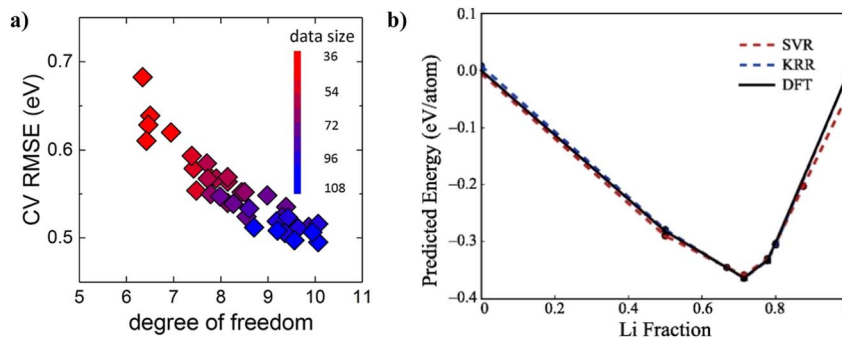 a)
data size
36
54
72
96
108
0.7
0.6
0.5
CV RMSE (eV)
5 6 7 8 9 10 11
degree of freedom
b)
0.1
0.0
−0.1
−0.2
−0.3
−0.4
Predicted Energy (eV/atom)
SVR
KRR
DFT
0.0 0.2 0.4 0.6 0.8
Li Fraction